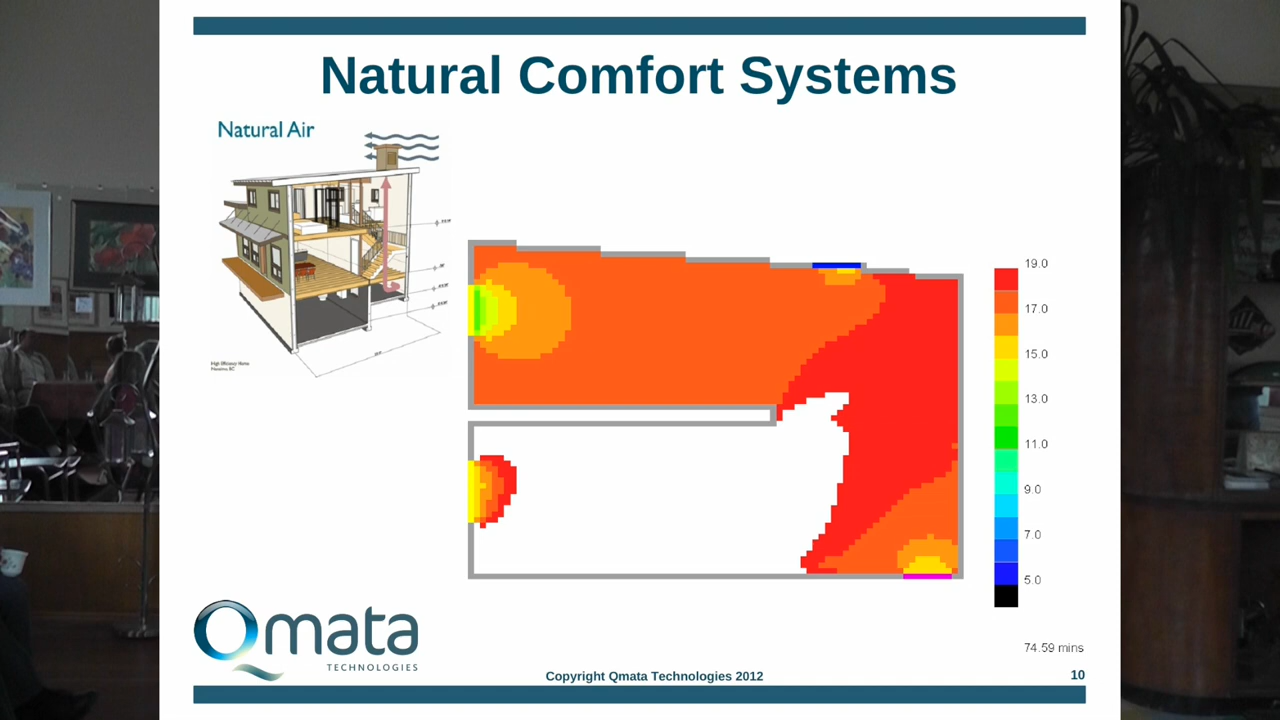 Natural Comfort Systems
Natural Air
High Efficiency Home
Nanaimo, BC
19.0
17.0
15.0
13.0
11.0
9.0
7.0
5.0
74.59 mins
Qmata
TECHNOLOGIES
Copyright Qmata Technologies 2012
10